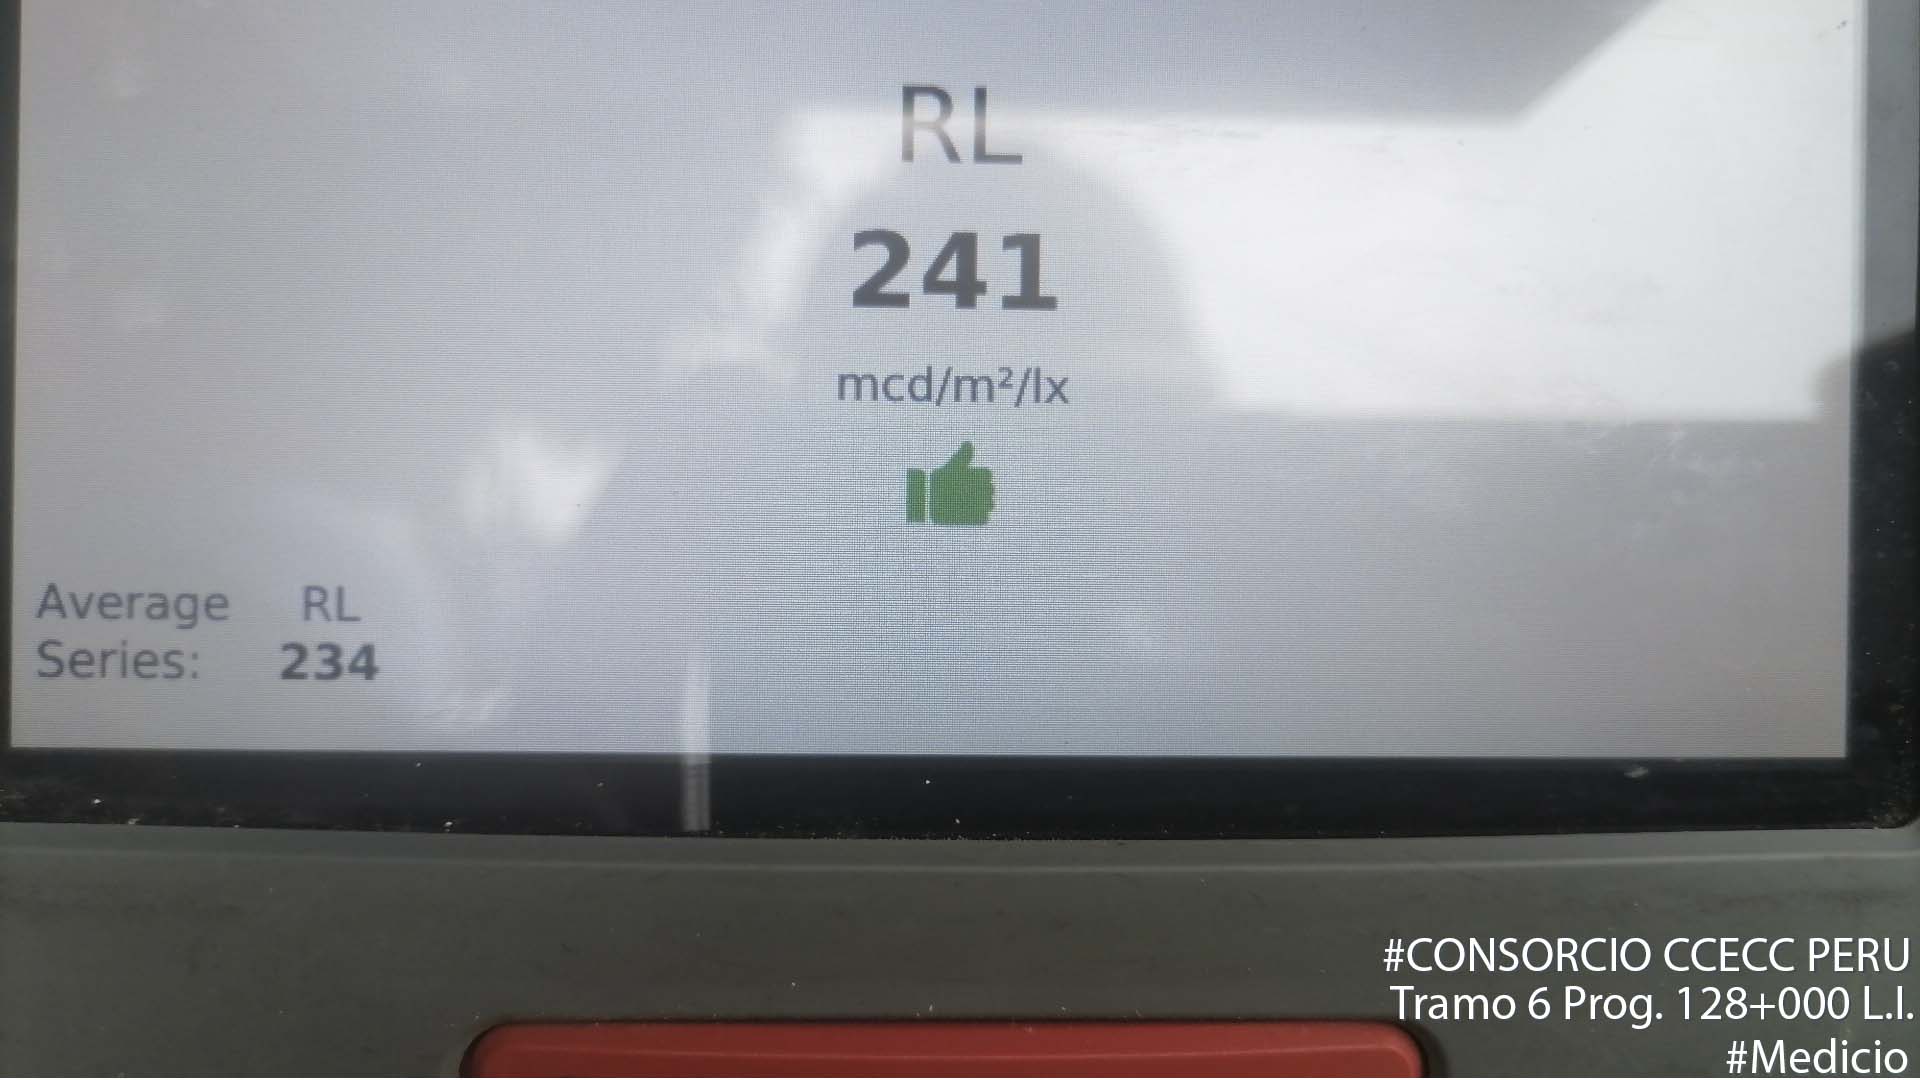 RL
241
mcd/m²/lx
Average RL
Series: 234
#CONSORCIO CCECC PERU
Tramo 6 Prog. 128+000 L.I.
#Medicio